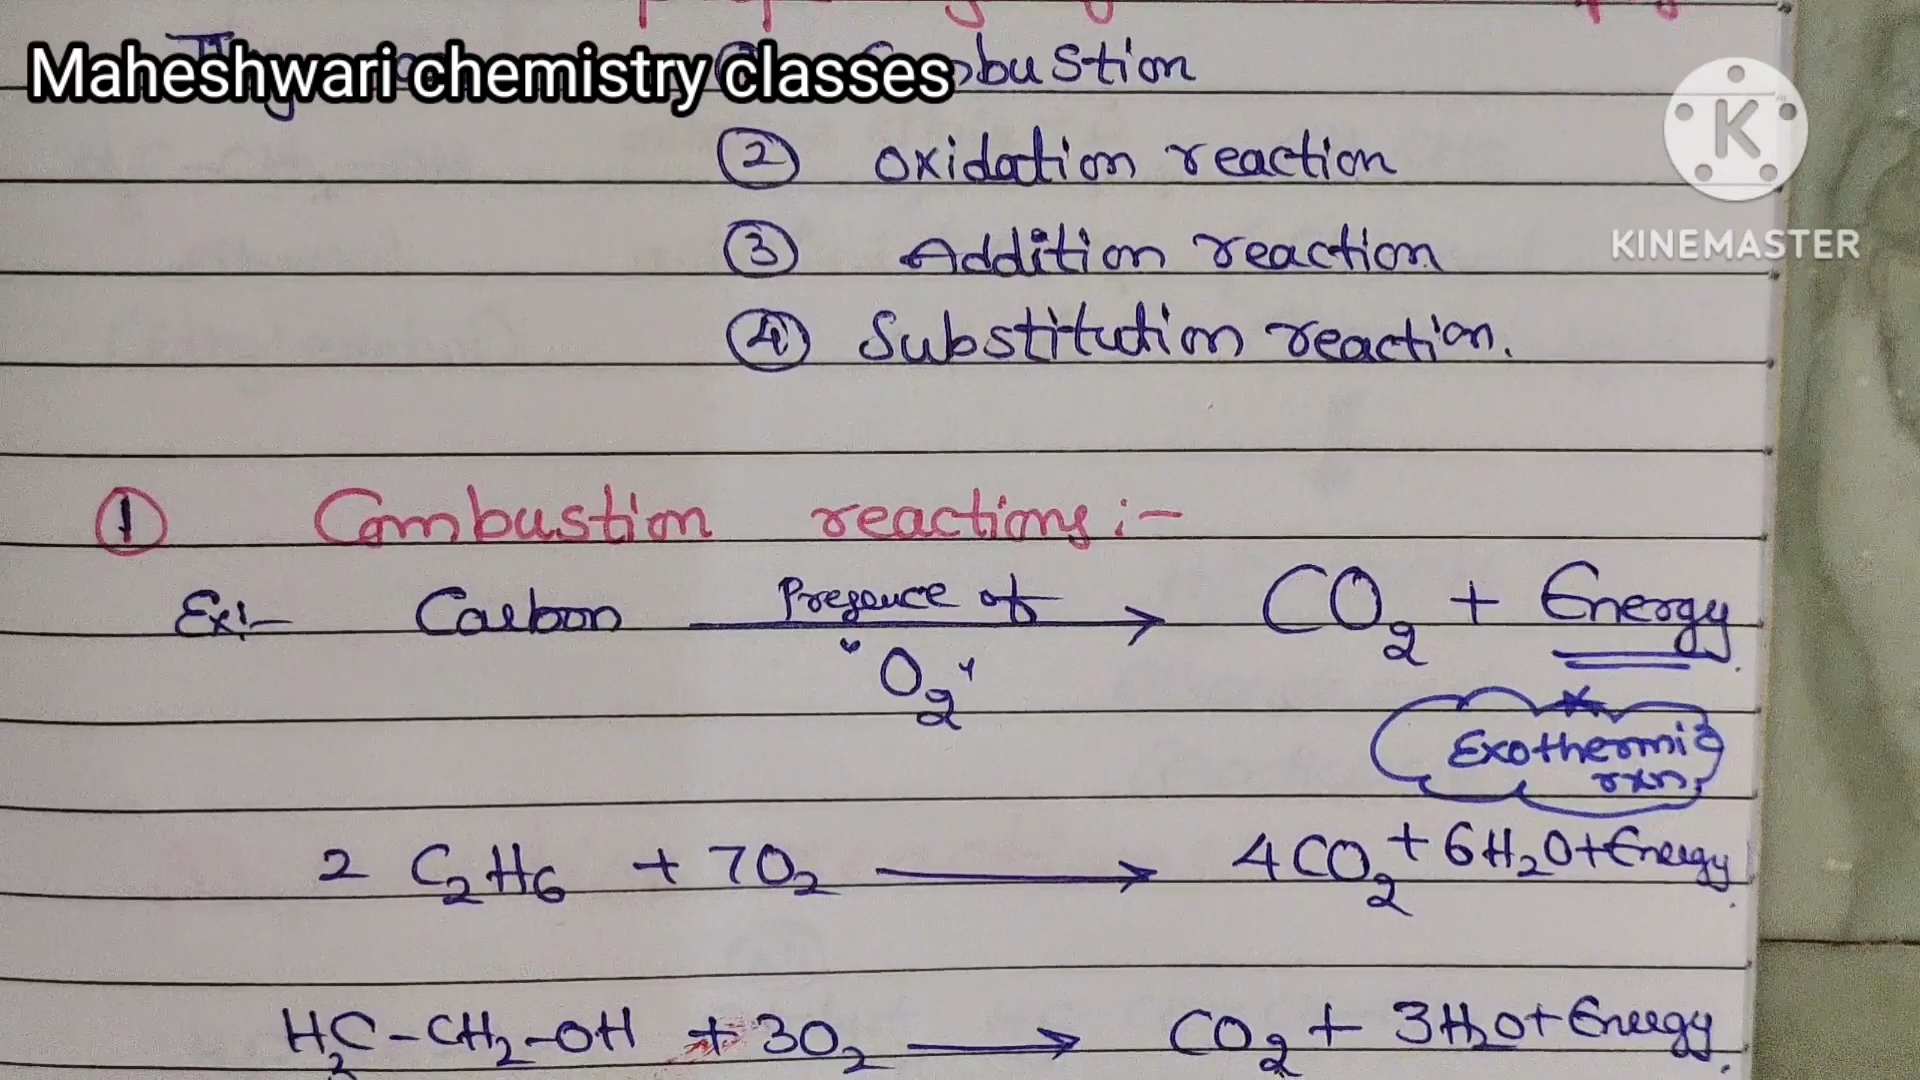 Maheshwari chemistry classes
bustion
② Oxidation reaction
③ Addition reaction
④ Substitution reaction.
KINEMASTER
① Combustion reactions :-
Ex:- Carbon Presence of "O₂" → CO₂ + Energy
Exothermic rxn.
2 C₂H₆ + 7O₂ → 4CO₂ + 6H₂O + Energy
H₃C-CH₂-OH + 3O₂ → CO₂ + 3H₂O + Energy